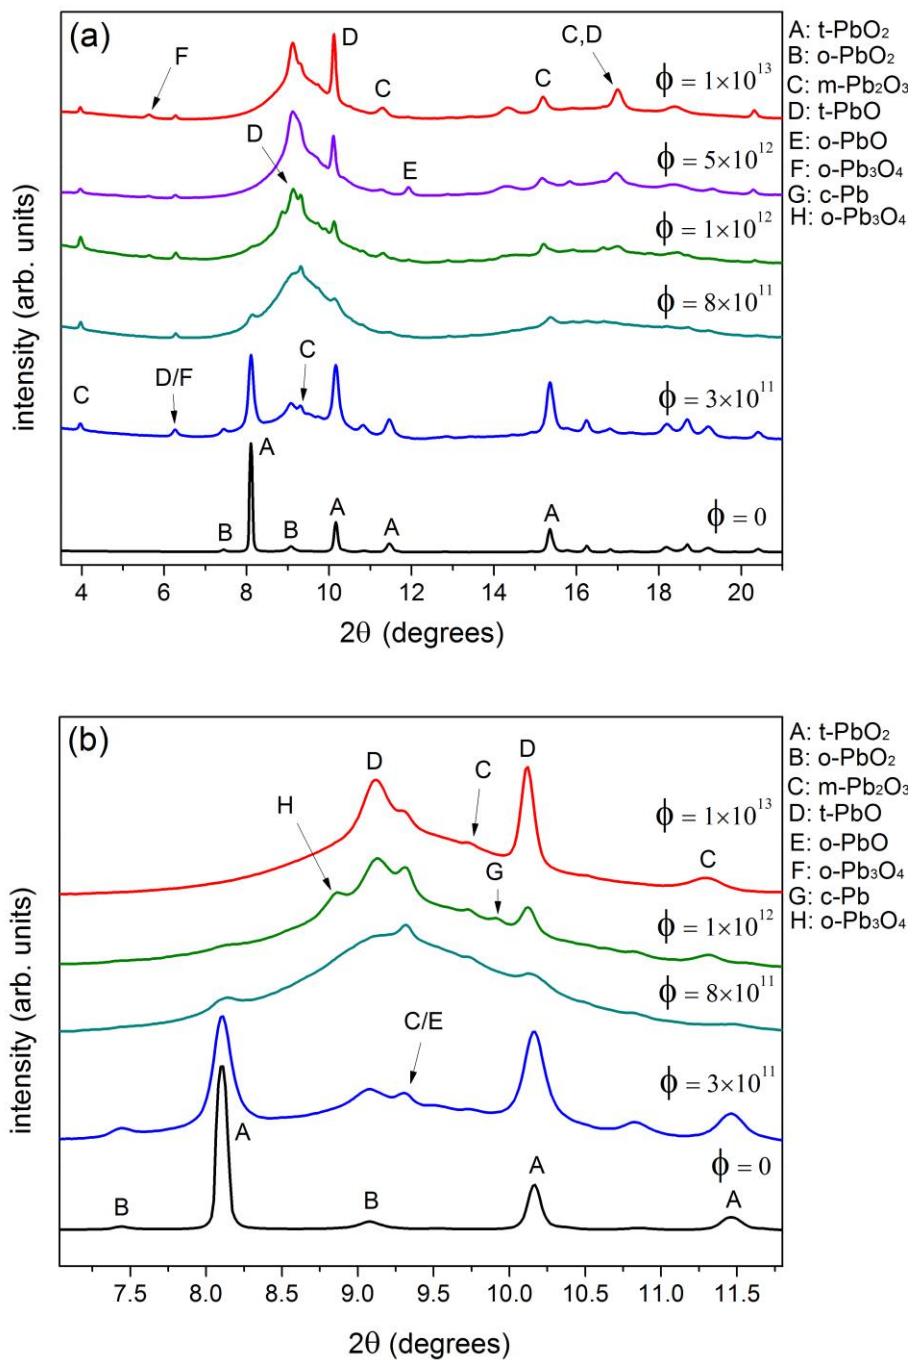 (a)
F
D
C
C
C,D
ϕ = 1×10¹³
A: t-PbO₂
B: o-PbO₂
C: m-Pb₂O₃
D: t-PbO
E: o-PbO
F: o-Pb₃O₄
G: c-Pb
H: o-Pb₃O₄
D
E
ϕ = 5×10¹²
ϕ = 1×10¹²
ϕ = 8×10¹¹
C
D/F
C
ϕ = 3×10¹¹
B
A
B
A
A
A
ϕ = 0
intensity (arb. units)
4 6 8 10 12 14 16 18 20
2θ (degrees)
(b)
D
D
C
C
ϕ = 1×10¹³
A: t-PbO₂
B: o-PbO₂
C: m-Pb₂O₃
D: t-PbO
E: o-PbO
F: o-Pb₃O₄
G: c-Pb
H: o-Pb₃O₄
H
G
ϕ = 1×10¹²
ϕ = 8×10¹¹
C/E
ϕ = 3×10¹¹
B
A
B
A
A
ϕ = 0
intensity (arb. units)
7.5 8.0 8.5 9.0 9.5 10.0 10.5 11.0 11.5
2θ (degrees)